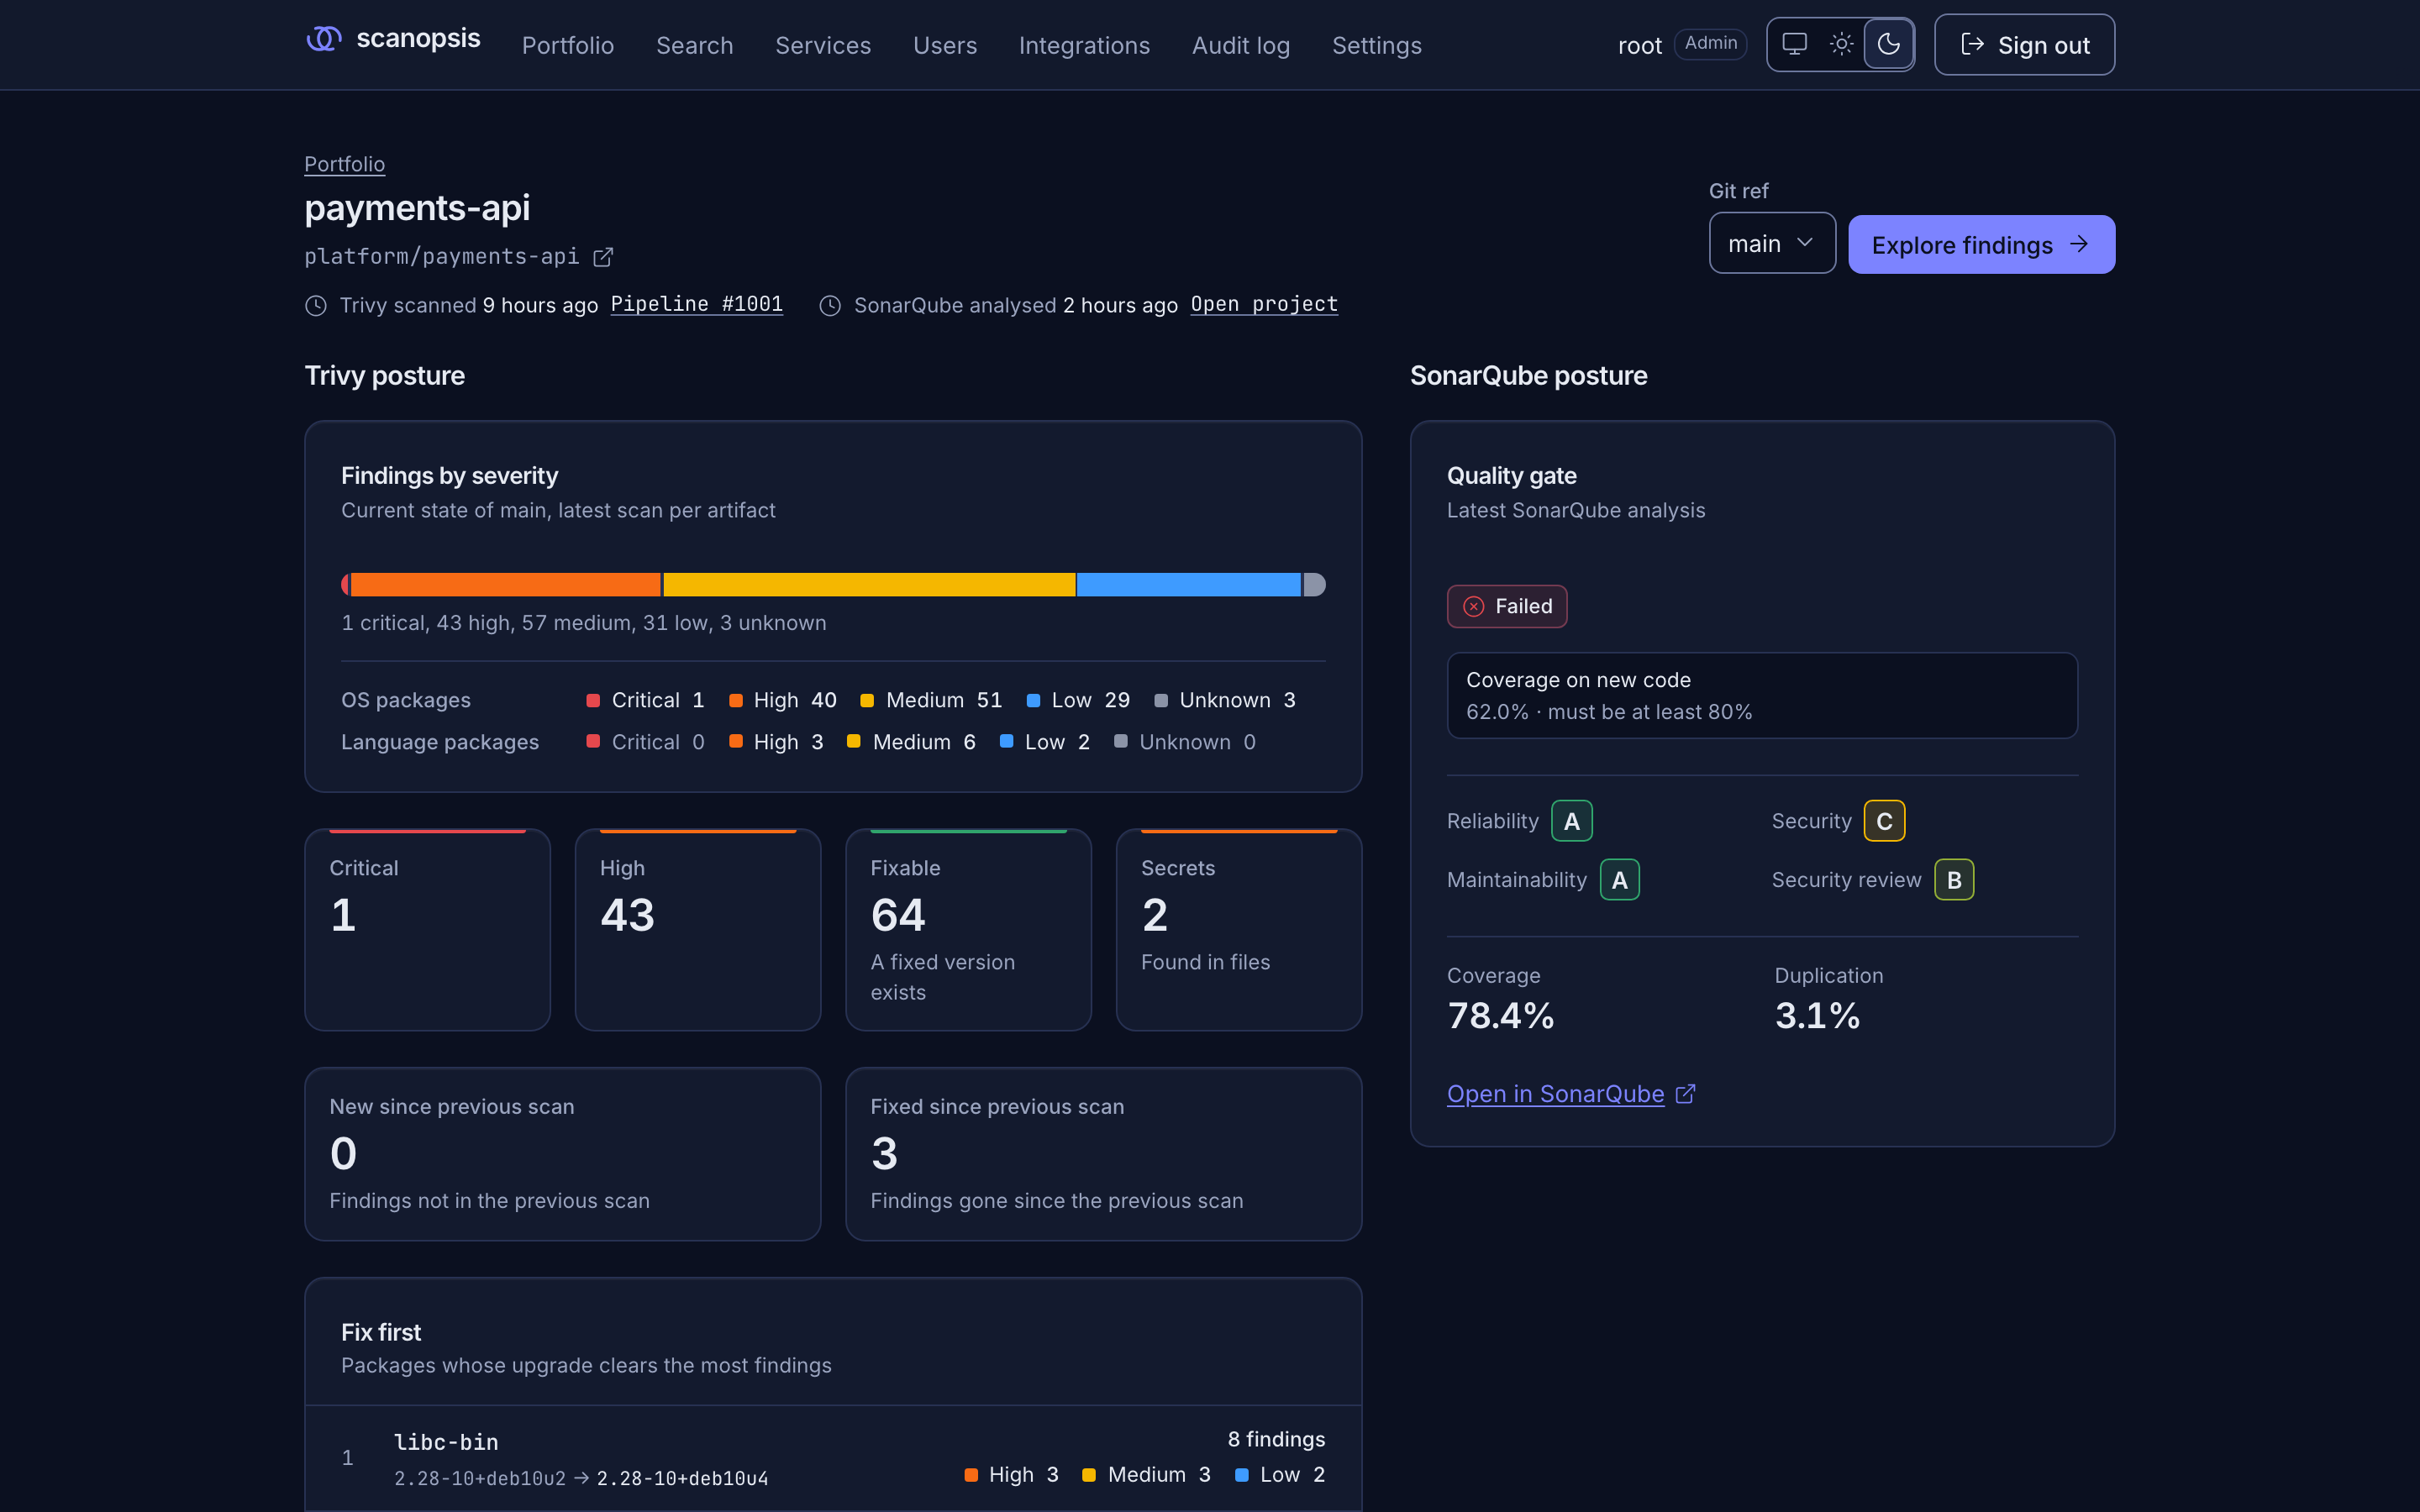 scanopsis Portfolio Search Services Users Integrations Audit log Settings root Admin Sign out
Portfolio
payments-api
platform/payments-api
Trivy scanned 9 hours ago Pipeline #1001 SonarQube analysed 2 hours ago Open project
Git ref
main Explore findings
Trivy posture
Findings by severity
Current state of main, latest scan per artifact
1 critical, 43 high, 57 medium, 31 low, 3 unknown
OS packages Critical 1 High 40 Medium 51 Low 29 Unknown 3
Language packages Critical 0 High 3 Medium 6 Low 2 Unknown 0
Critical
1
High
43
Fixable
64
A fixed version
exists
Secrets
2
Found in files
New since previous scan
0
Findings not in the previous scan
Fixed since previous scan
3
Findings gone since the previous scan
Fix first
Packages whose upgrade clears the most findings
1 libc-bin 8 findings
2.28-10+deb10u2 → 2.28-10+deb10u4 High 3 Medium 3 Low 2
SonarQube posture
Quality gate
Latest SonarQube analysis
Failed
Coverage on new code
62.0% · must be at least 80%
Reliability A Security C
Maintainability A Security review B
Coverage Duplication
78.4% 3.1%
Open in SonarQube